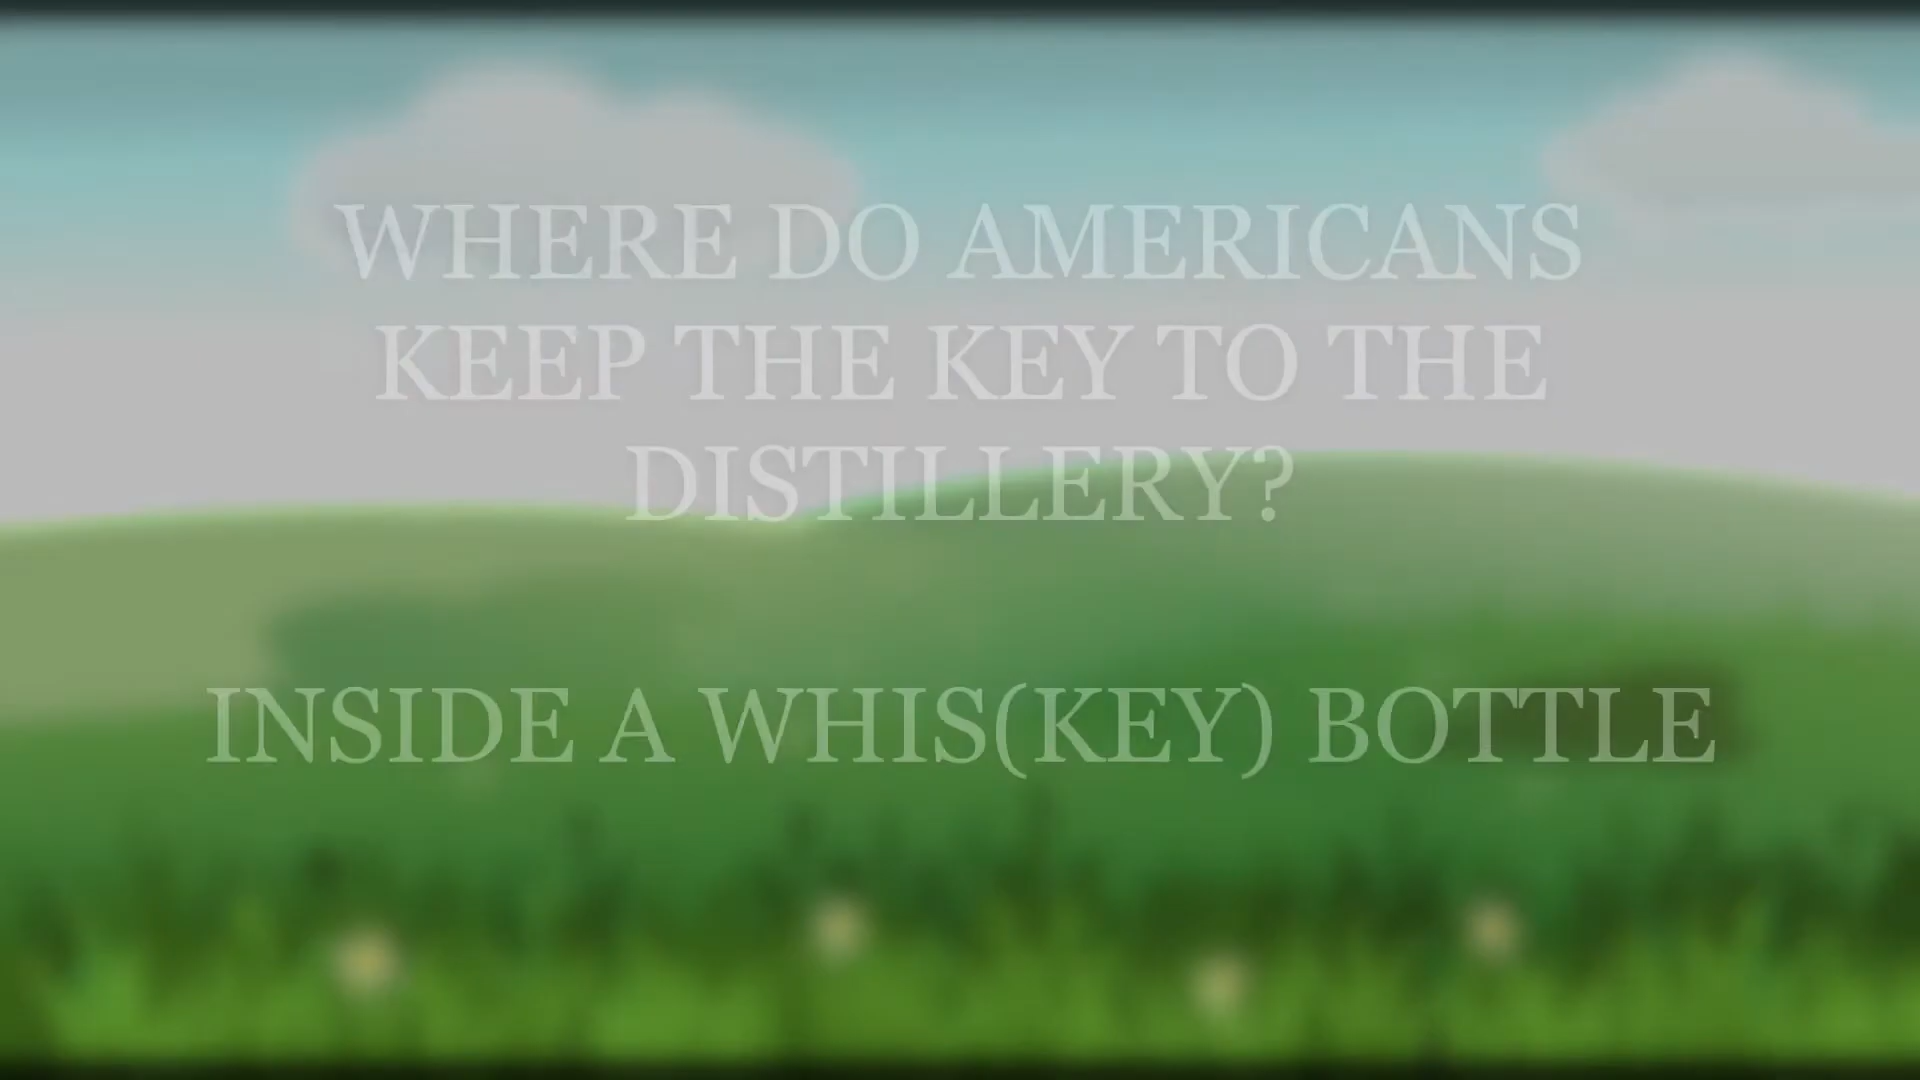 WHERE DO AMERICANS
KEEP THE KEY TO THE
DISTILLERY?
INSIDE A WHIS(KEY) BOTTLE